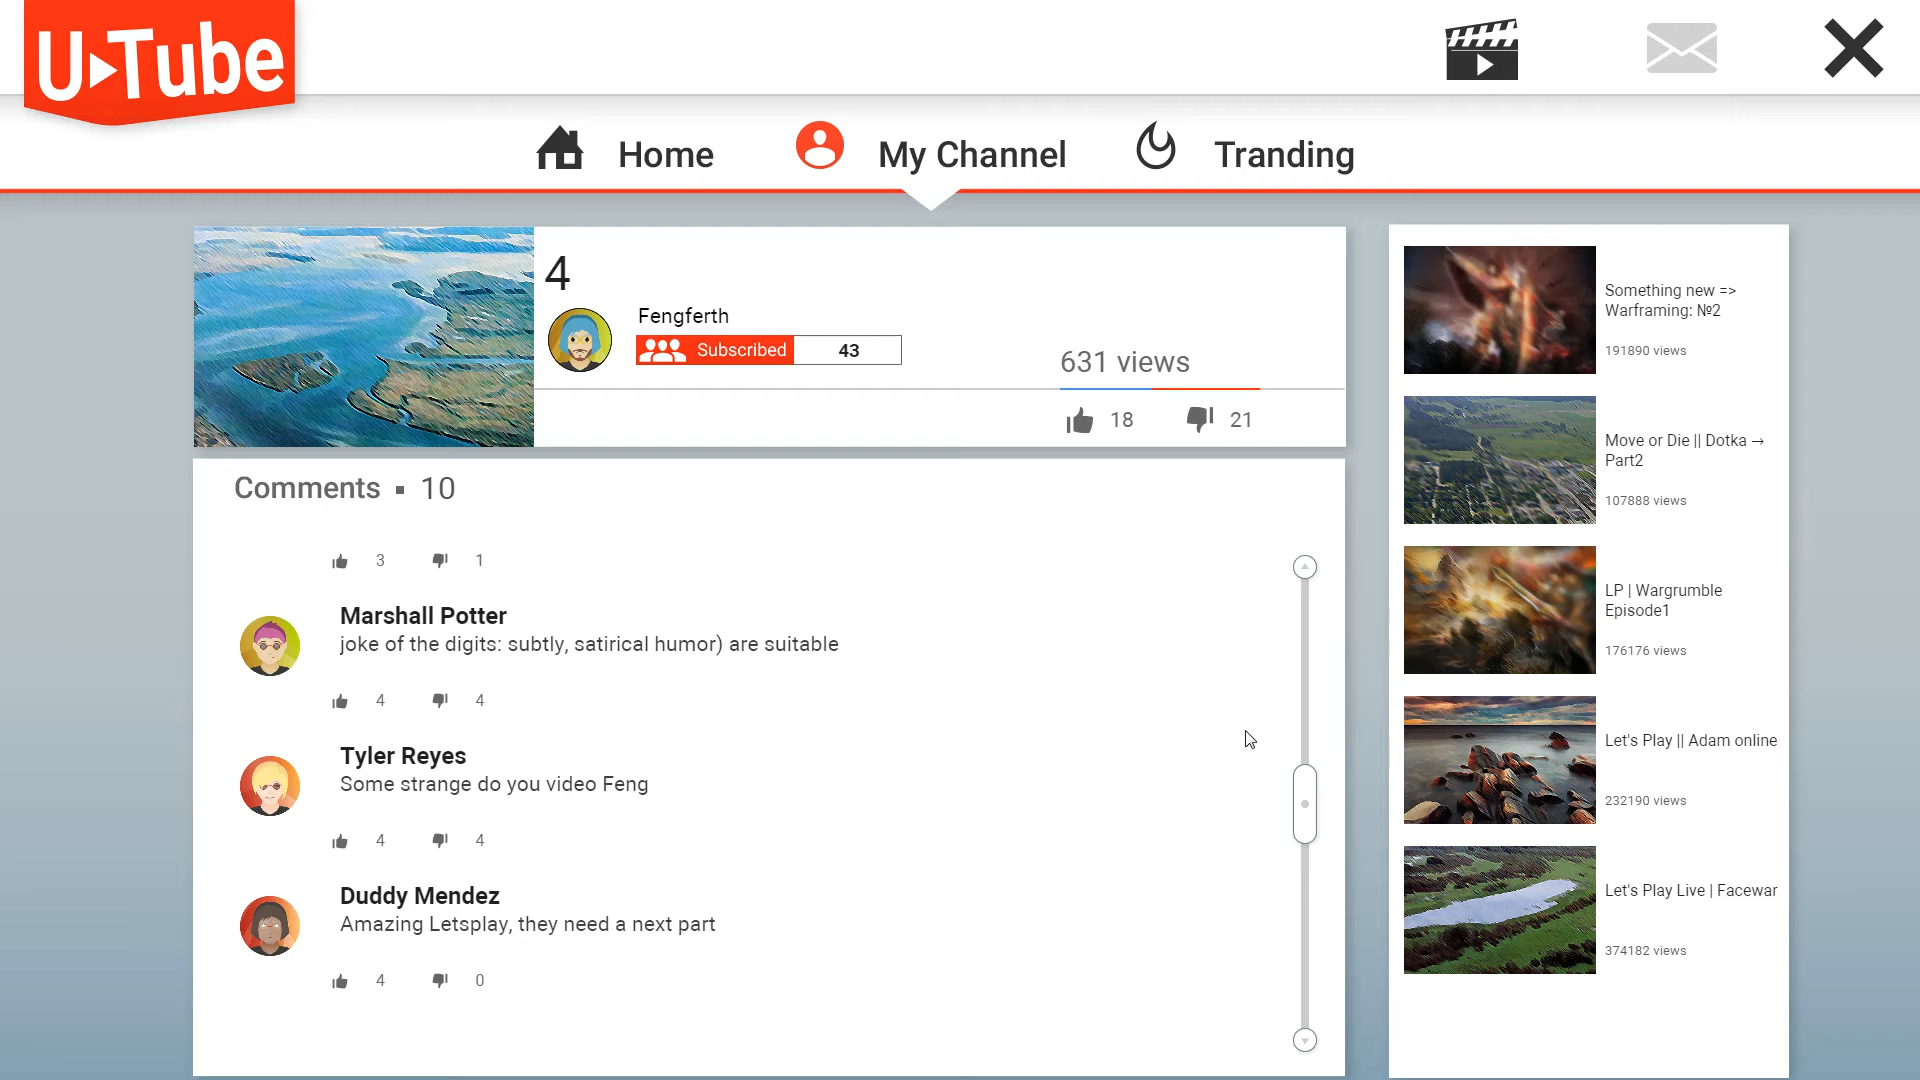 U Tube
Home
My Channel
Tranding
4
Fengferth
Subscribed
43
631 views
18
21
Comments ▪ 10
3
1
Marshall Potter
joke of the digits: subtly, satirical humor) are suitable
4
4
Tyler Reyes
Some strange do you video Feng
4
4
Duddy Mendez
Amazing Letsplay, they need a next part
4
0
Something new =>
Warframing: №2
191890 views
Move or Die || Dotka →
Part2
107888 views
LP | Wargrumble
Episode1
176176 views
Let's Play || Adam online
232190 views
Let's Play Live | Facewar
374182 views